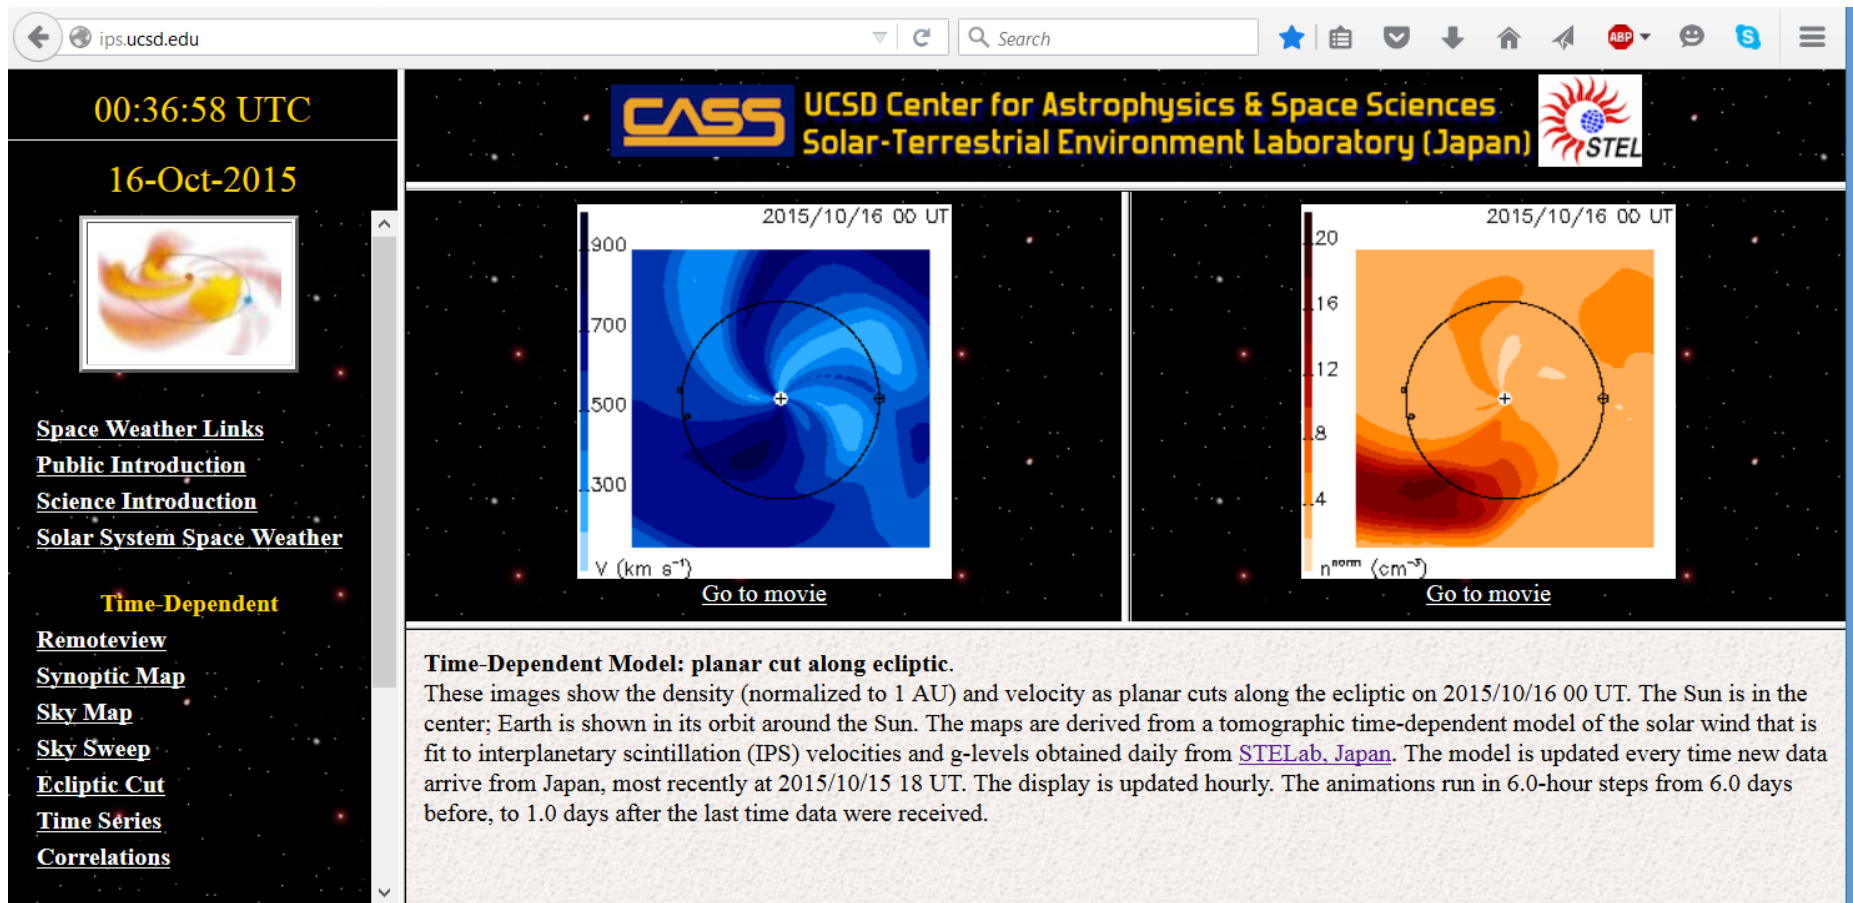 ips.ucsd.edu
Search
ABP
00:36:58 UTC
16-Oct-2015
CASS
UCSD Center for Astrophysics & Space Sciences
Solar-Terrestrial Environment Laboratory (Japan)
STEL
Space Weather Links
Public Introduction
Science Introduction
Solar System Space Weather
Time-Dependent
Remoteview
Synoptic Map
Sky Map
Sky Sweep
Ecliptic Cut
Time Series
Correlations
2015/10/16 00 UT
900
700
500
300
V (km s⁻¹)
Go to movie
2015/10/16 00 UT
20
16
12
8
4
nⁿᵒʳᵐ (cm⁻³)
Go to movie
Time-Dependent Model: planar cut along ecliptic.
These images show the density (normalized to 1 AU) and velocity as planar cuts along the ecliptic on 2015/10/16 00 UT. The Sun is in the
center; Earth is shown in its orbit around the Sun. The maps are derived from a tomographic time-dependent model of the solar wind that is
fit to interplanetary scintillation (IPS) velocities and g-levels obtained daily from STELab, Japan. The model is updated every time new data
arrive from Japan, most recently at 2015/10/15 18 UT. The display is updated hourly. The animations run in 6.0-hour steps from 6.0 days
before, to 1.0 days after the last time data were received.